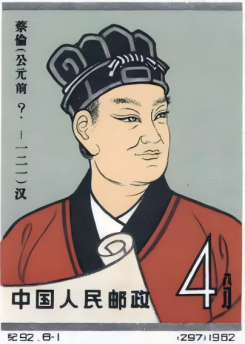 蔡倫(公元前 ? · — 一二一)汉
中国人民邮政
4分
纪92. 8-1
(297)1962